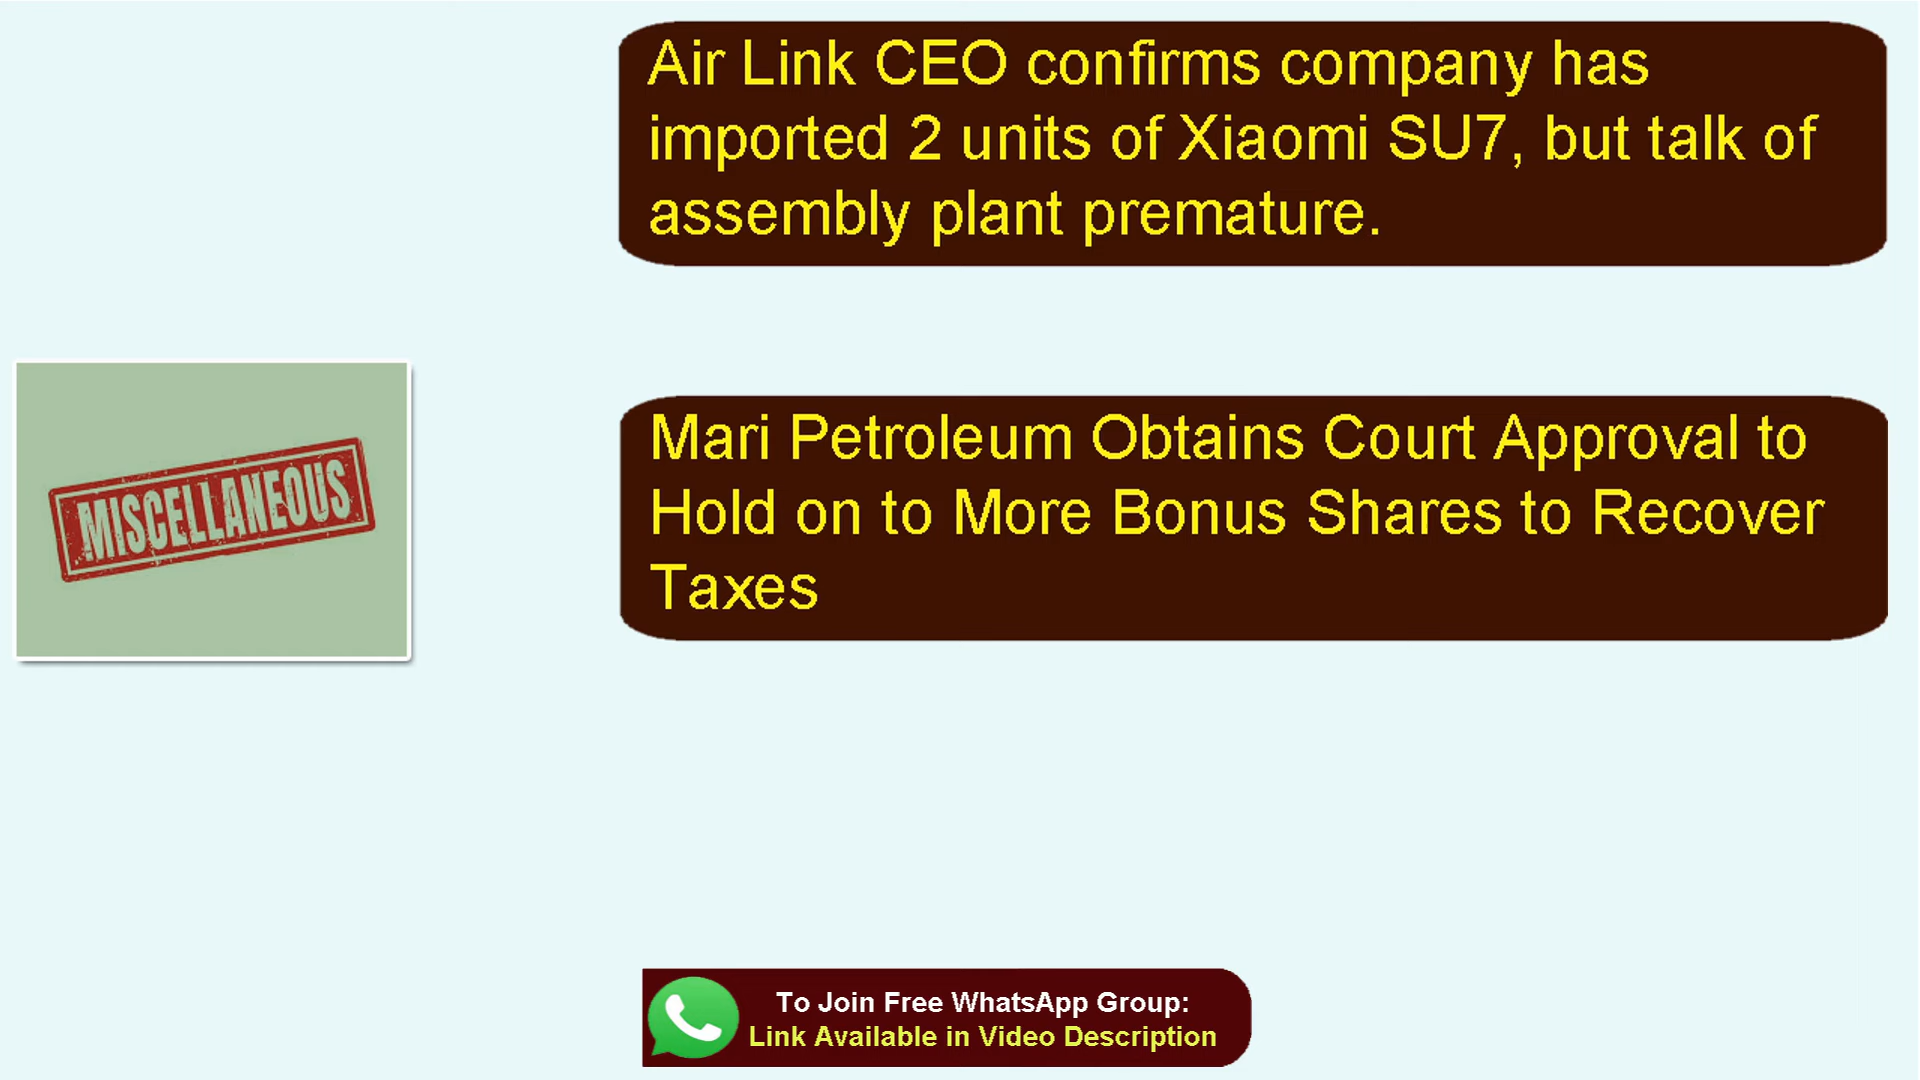 Air Link CEO confirms company has
imported 2 units of Xiaomi SU7, but talk of
assembly plant premature.
MISCELLANEOUS
Mari Petroleum Obtains Court Approval to
Hold on to More Bonus Shares to Recover
Taxes
To Join Free WhatsApp Group:
Link Available in Video Description